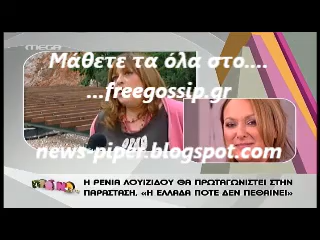 MEGA
Μάθετε τα όλα στο....
...freegossip.gr
news-piper.blogspot.com
Η ΡΕΝΙΑ ΛΟΥΙΖΙΔΟΥ ΘΑ ΠΡΩΤΑΓΩΝΙΣΤΕΙ ΣΤΗΝ
ΠΑΡΑΣΤΑΣΗ, «Η ΕΛΛΑΔΑ ΠΟΤΕ ΔΕΝ ΠΕΘΑΙΝΕΙ»